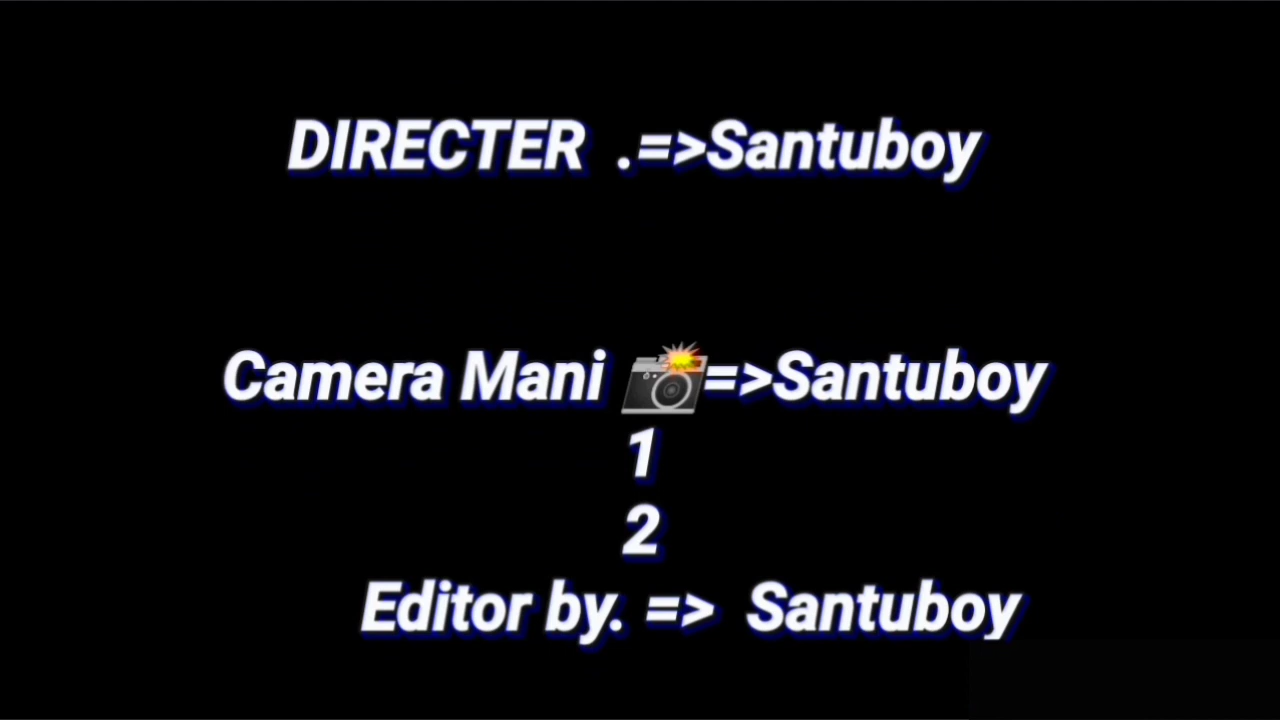 DIRECTER .=>Santuboy
Camera Mani 📸=>Santuboy
1
2
Editor by. => Santuboy